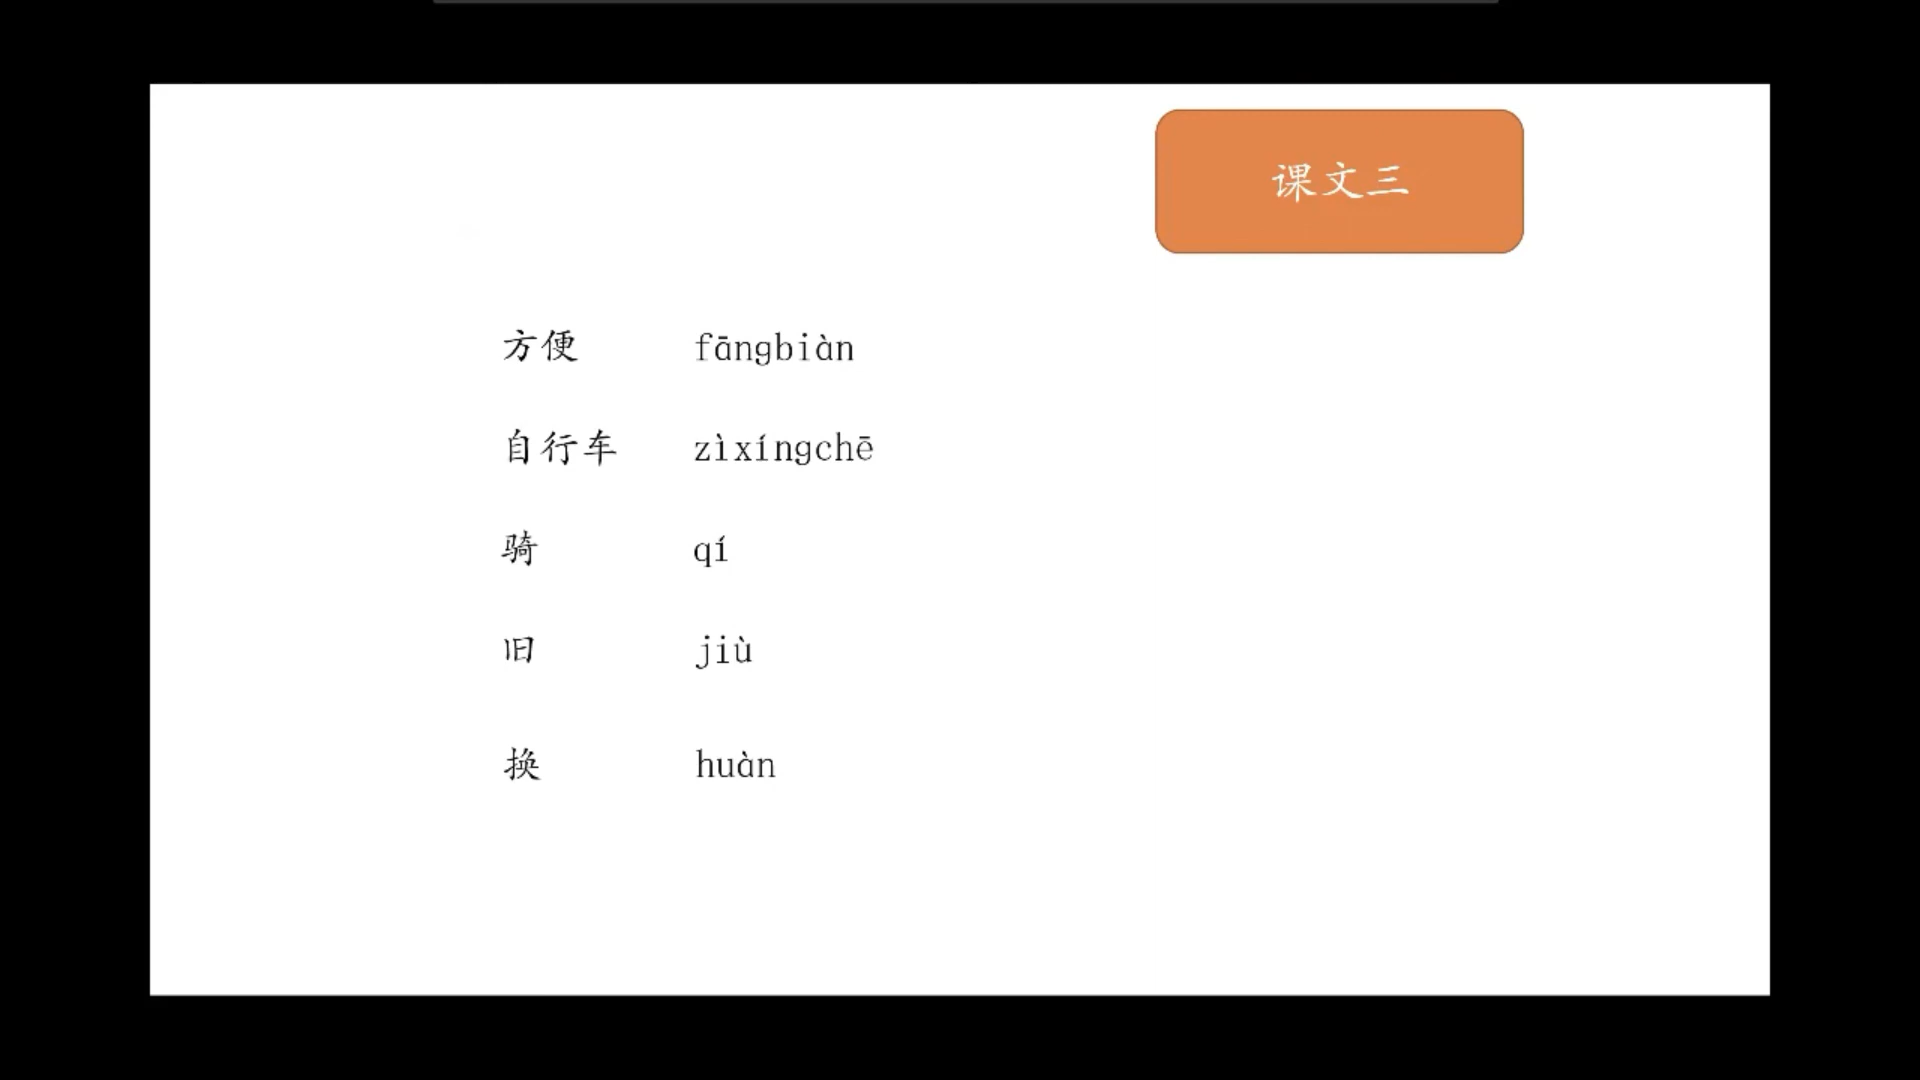 课文三
方便 fāngbiàn
自行车 zìxíngchē
骑 qí
旧 jiù
换 huàn